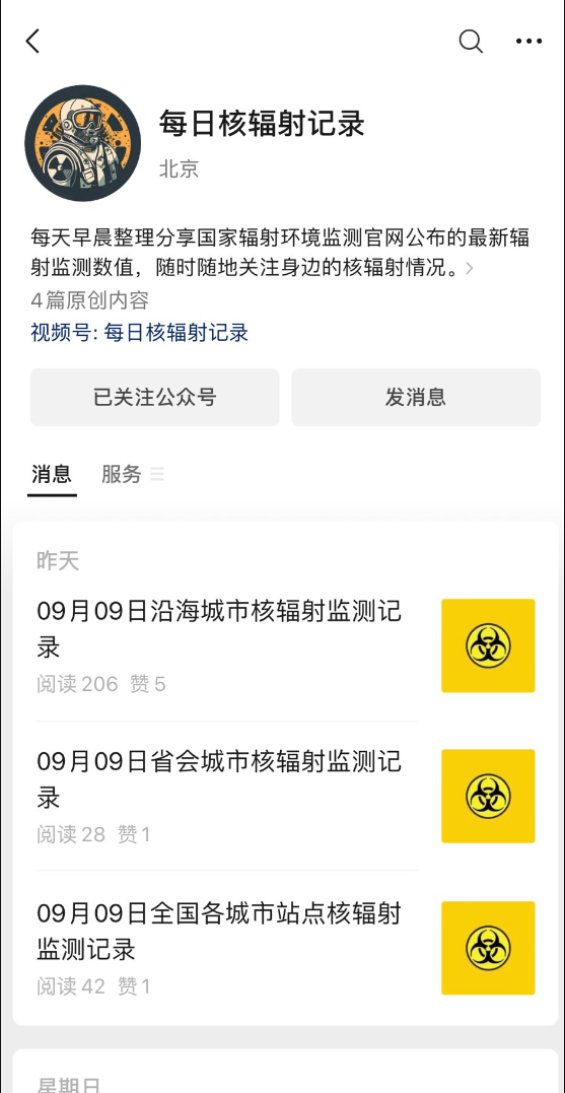 每日核辐射记录
北京
每天早晨整理分享国家辐射环境监测官网公布的最新辐
射监测数值，随时随地关注身边的核辐射情况。
4篇原创内容
视频号: 每日核辐射记录
已关注公众号 发消息
消息 服务
昨天
09月09日沿海城市核辐射监测记
录
阅读 206 赞 5
09月09日省会城市核辐射监测记
录
阅读 28 赞 1
09月09日全国各城市站点核辐射
监测记录
阅读 42 赞 1
星期日